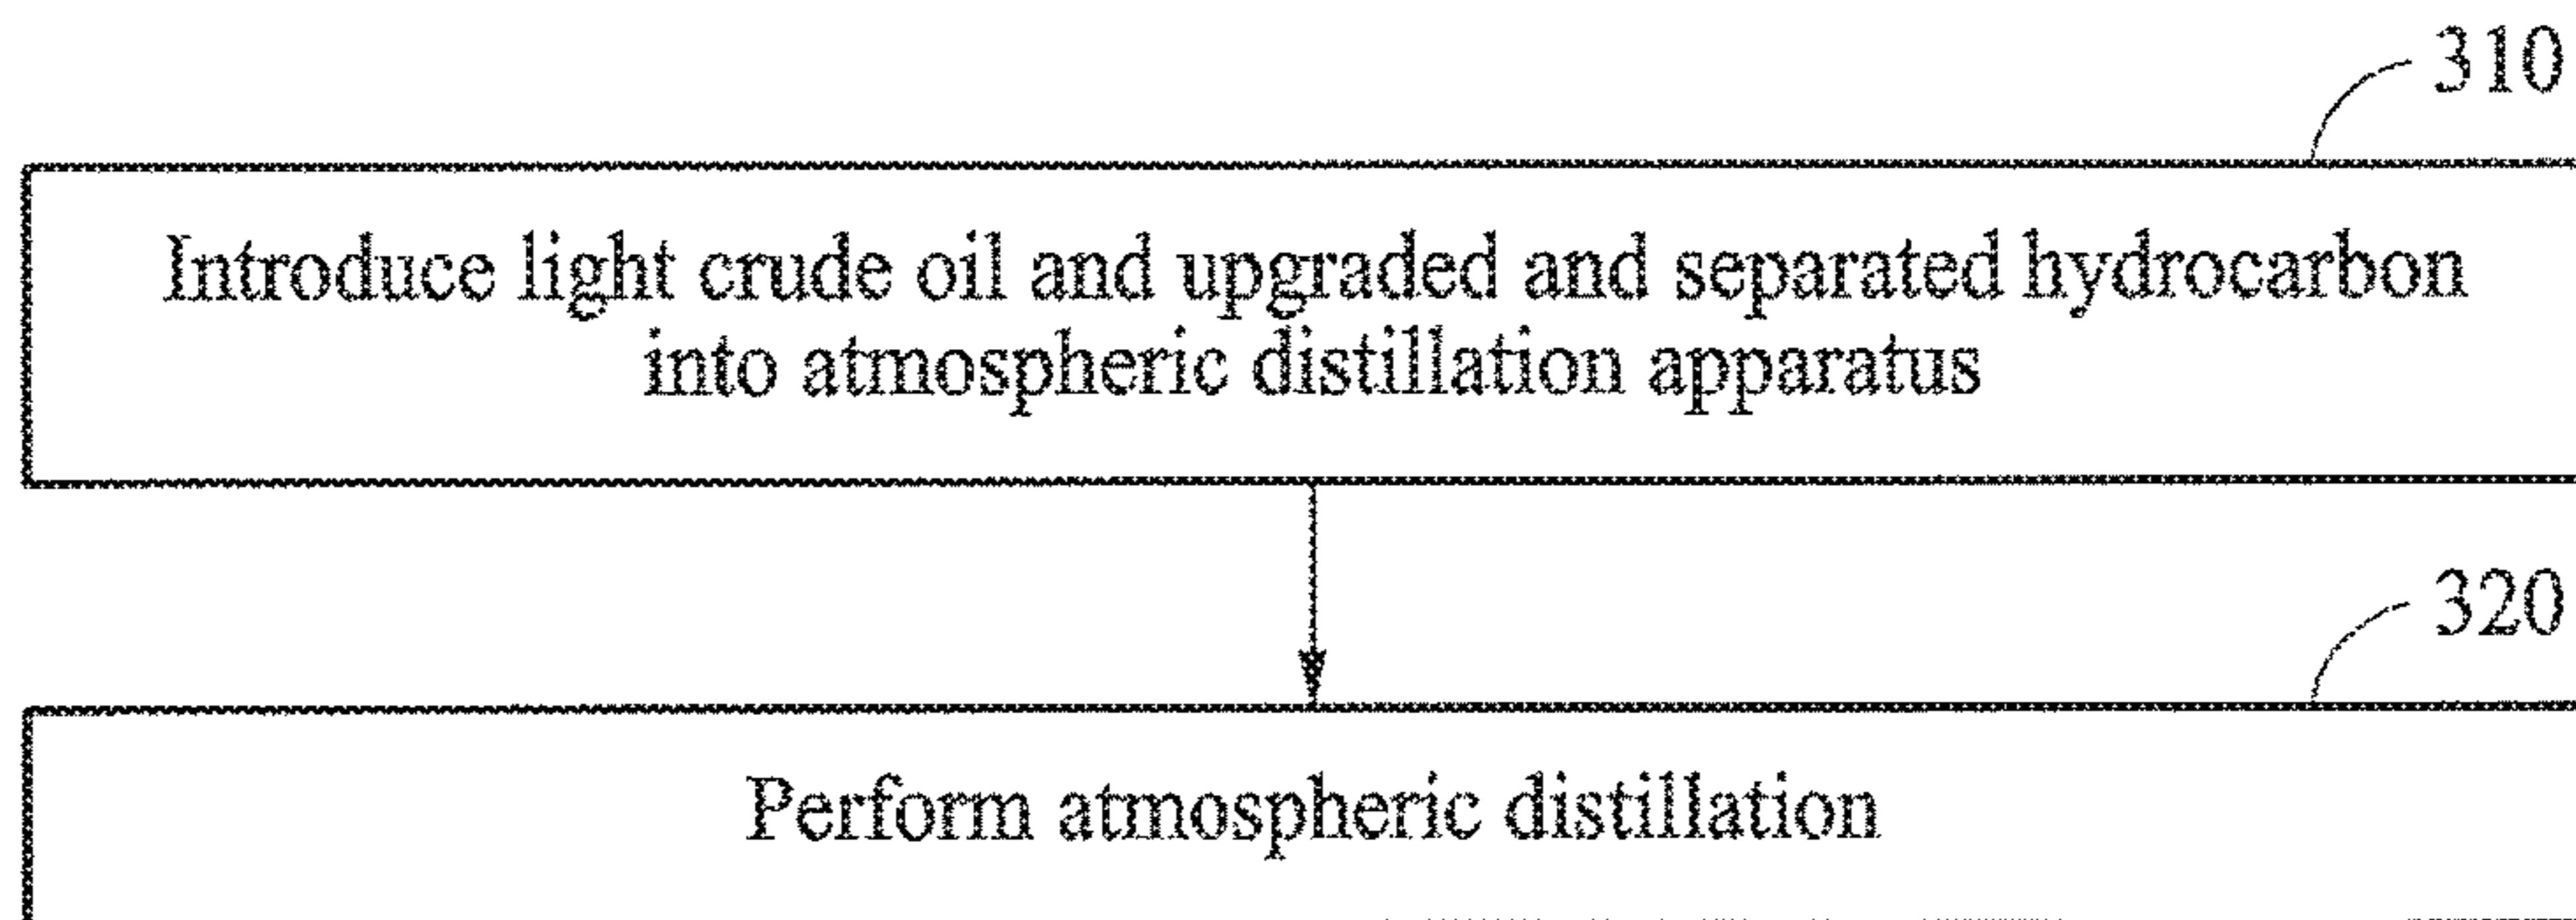 310
Introduce light crude oil and upgraded and separated hydrocarbon
into atmospheric distillation apparatus
320
Perform atmospheric distillation